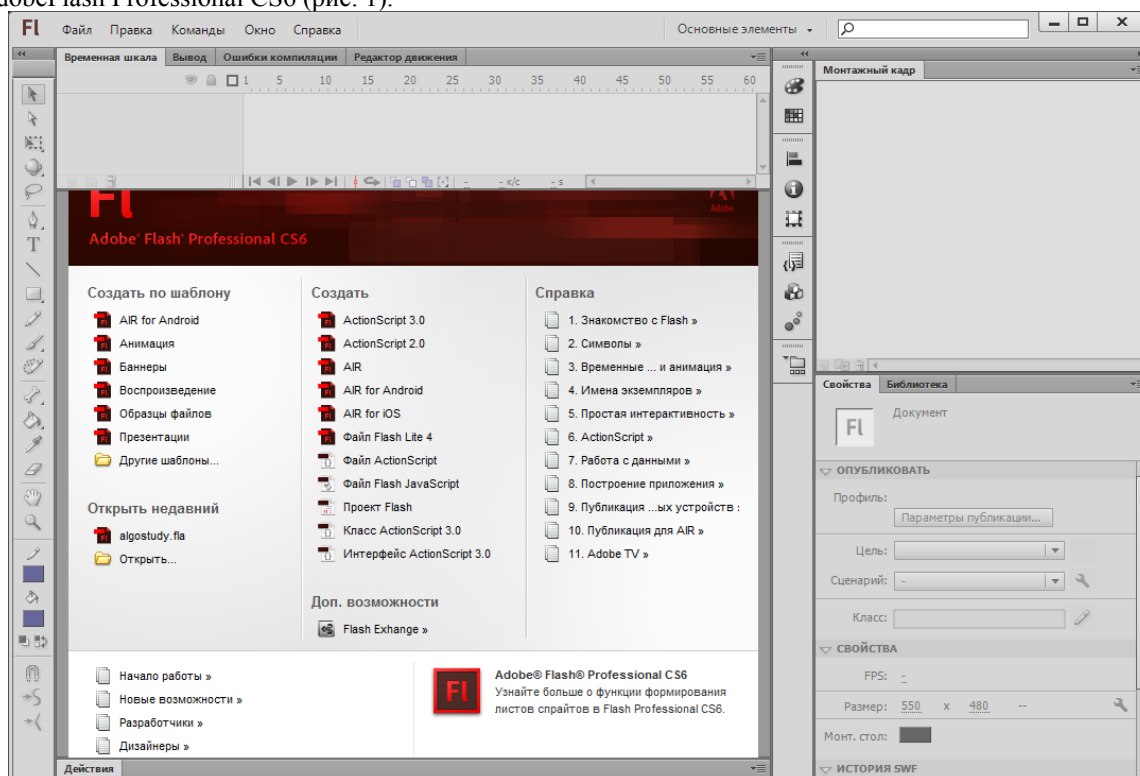 AdobeFlash Professional CS6 (рис. 1).
Fl Файл Правка Команды Окно Справка Основные элементы
Временная шкала Вывод Ошибки компиляции Редактор движения
1 5 10 15 20 25 30 35 40 45 50 55 60
- - к/с - s
Монтажный кадр
Fl
Adobe
Adobe® Flash® Professional CS6
Создать по шаблону
AIR for Android
Анимация
Баннеры
Воспроизведение
Образцы файлов
Презентации
Другие шаблоны...
Открыть недавний
algostudy.fla
Открыть...
Создать
ActionScript 3.0
ActionScript 2.0
AIR
AIR for Android
AIR for iOS
Файл Flash Lite 4
Файл ActionScript
Файл Flash JavaScript
Проект Flash
Класс ActionScript 3.0
Интерфейс ActionScript 3.0
Доп. возможности
Flash Exhange »
Справка
1. Знакомство с Flash »
2. Символы »
3. Временные ... и анимация »
4. Имена экземпляров »
5. Простая интерактивность »
6. ActionScript »
7. Работа с данными »
8. Построение приложения »
9. Публикация ...ых устройств :
10. Публикация для AIR »
11. Adobe TV »
Начало работы »
Новые возможности »
Разработчики »
Дизайнеры »
Fl
Adobe® Flash® Professional CS6
Узнайте больше о функции формирования
листов спрайтов в Flash Professional CS6.
Действия
Свойства Библиотека
Fl Документ
ОПУБЛИКОВАТЬ
Профиль:
Параметры публикации...
Цель:
Сценарий: -
Класс:
СВОЙСТВА
FPS: -
Размер: 550 x 480 --
Монт. стол:
ИСТОРИЯ SWF